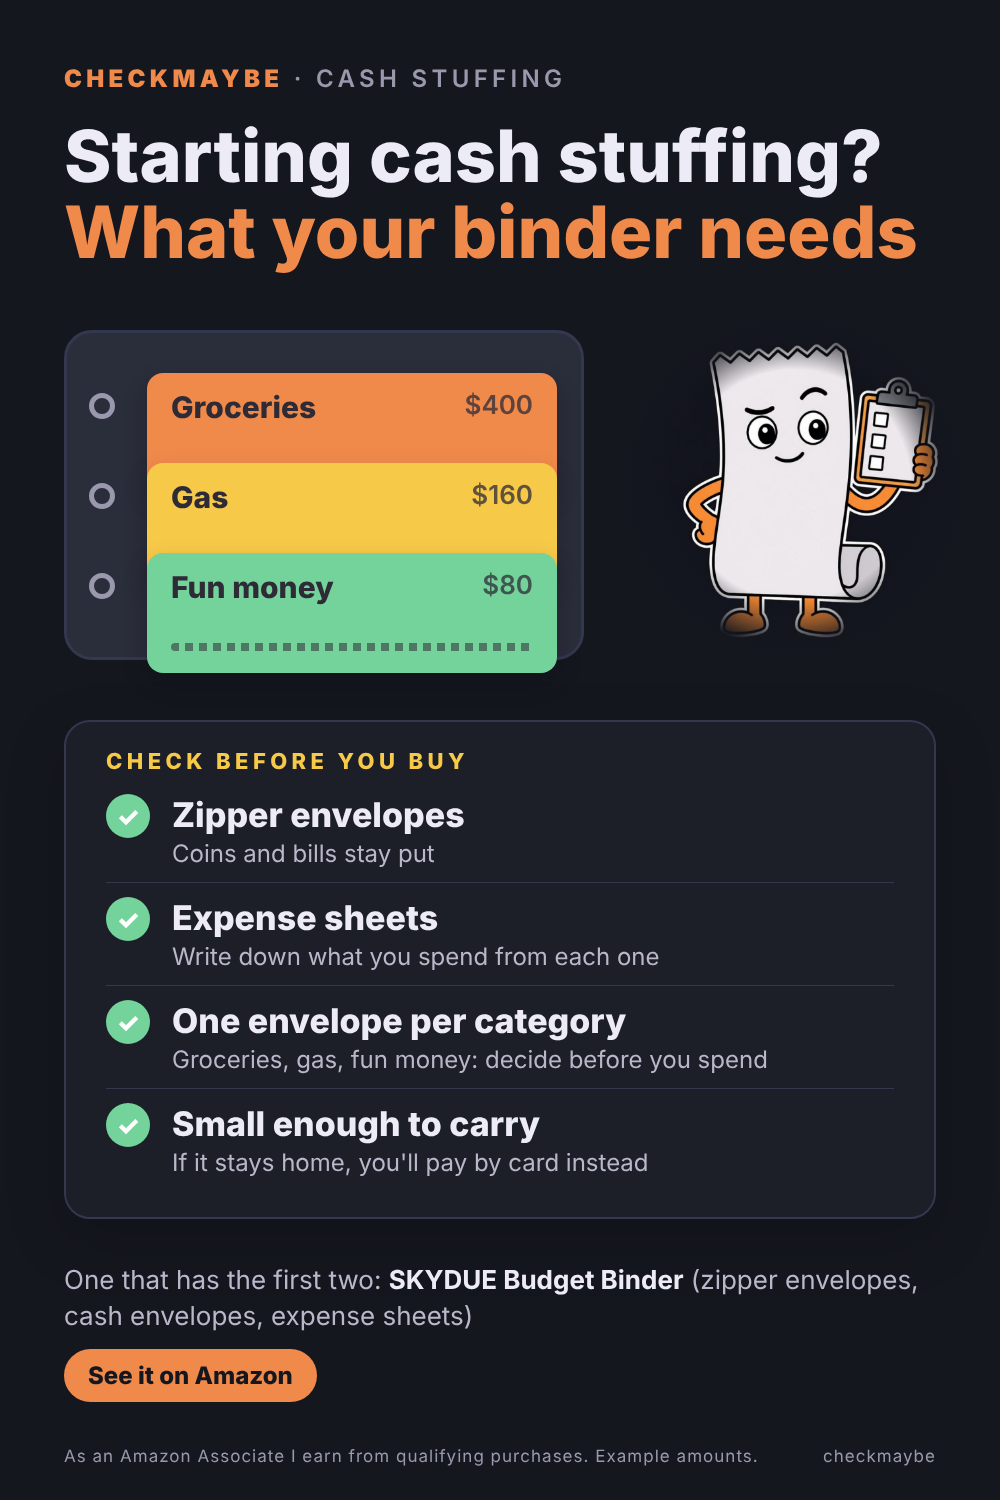 CHECKMAYBE · CASH STUFFING
Starting cash stuffing?
What your binder needs
Groceries $400
Gas $160
Fun money $80
CHECK BEFORE YOU BUY
Zipper envelopes
Coins and bills stay put
Expense sheets
Write down what you spend from each one
One envelope per category
Groceries, gas, fun money: decide before you spend
Small enough to carry
If it stays home, you'll pay by card instead
One that has the first two: SKYDUE Budget Binder (zipper envelopes,
cash envelopes, expense sheets)
See it on Amazon
As an Amazon Associate I earn from qualifying purchases. Example amounts. checkmaybe